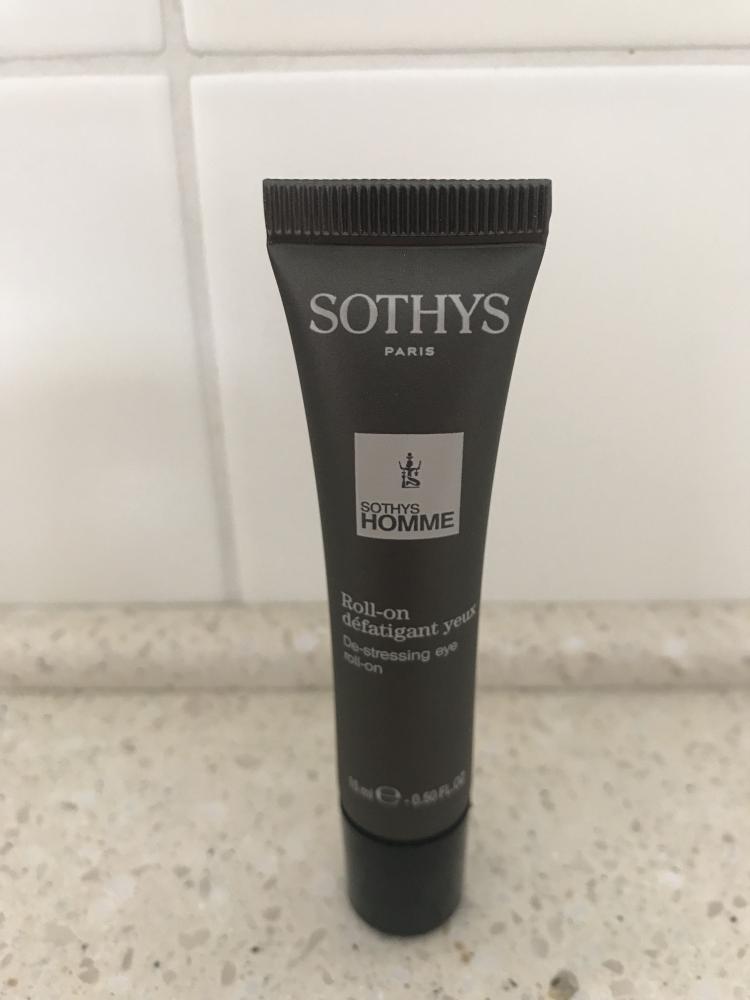 SOTHYS
PARIS
SOTHYS
HOMME
Roll-on
défatigant yeux
De-stressing eye
roll-on
15 ml ℮ - 0.50 FL.OZ